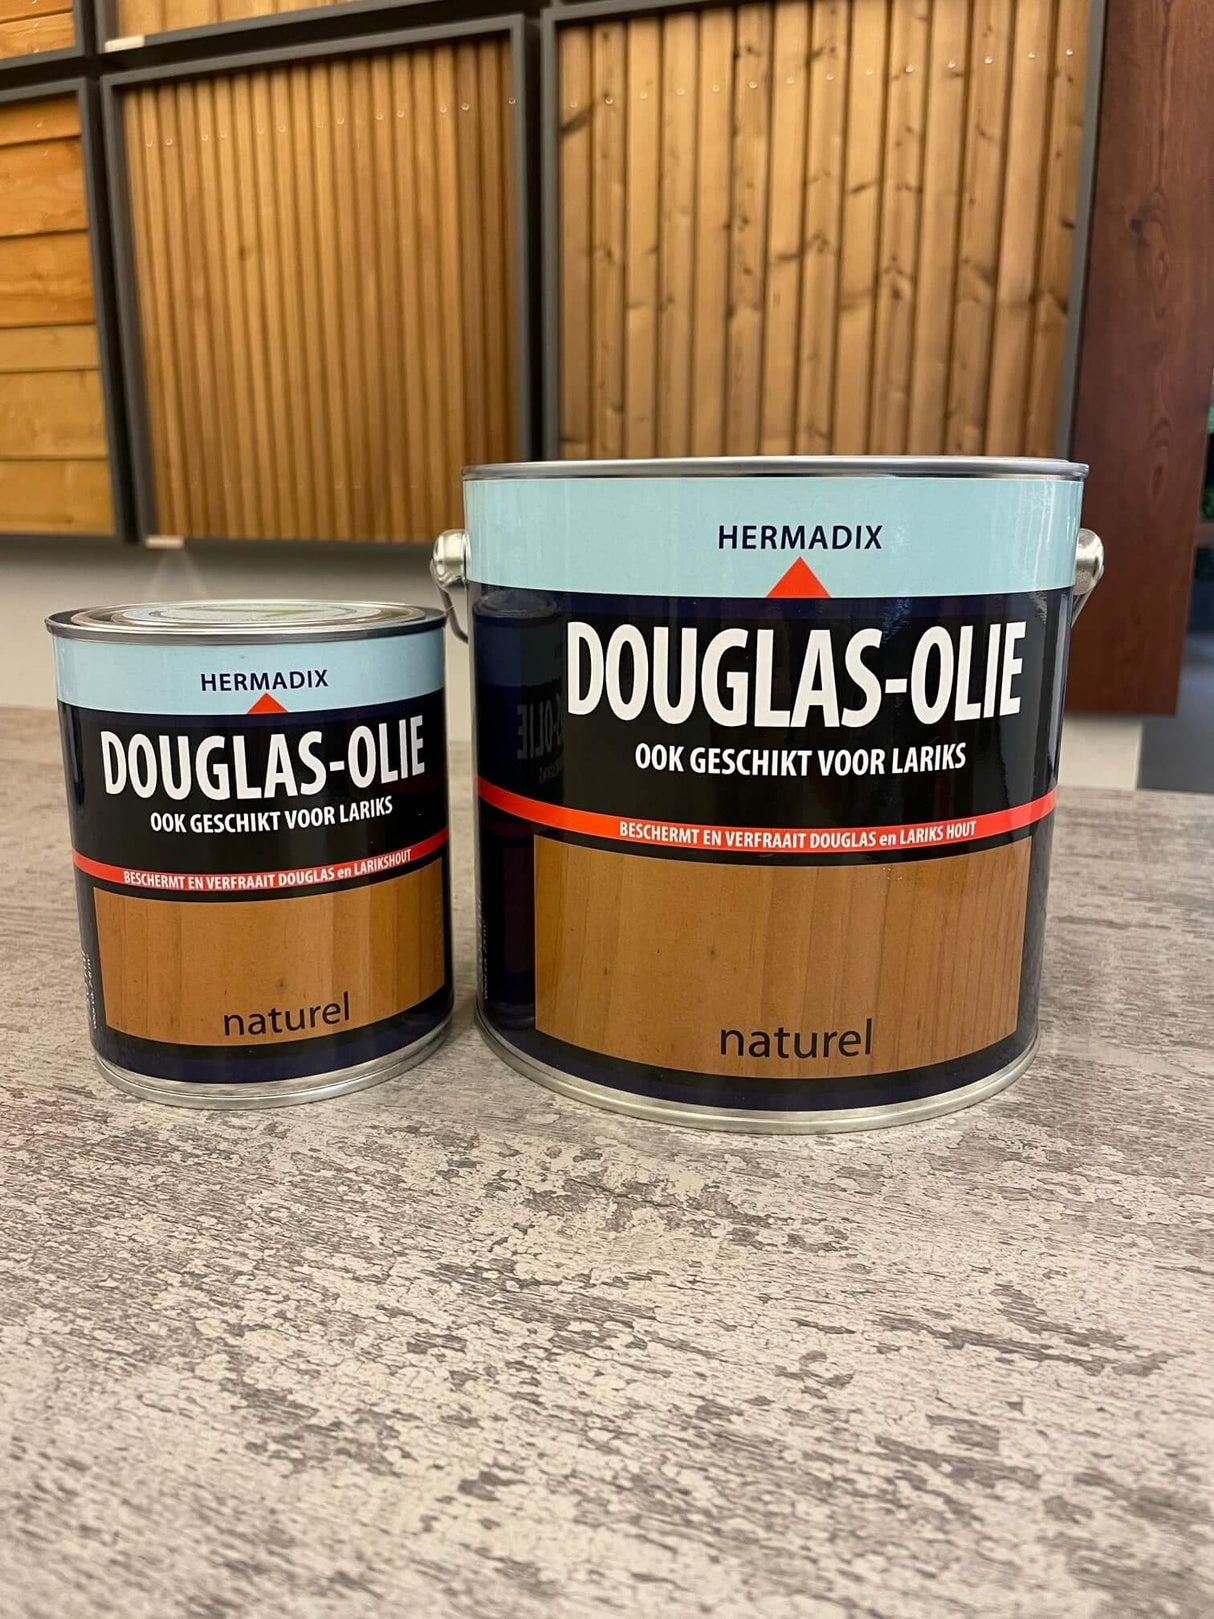 HERMADIX
DOUGLAS-OLIE
OOK GESCHIKT VOOR LARIKS
BESCHERMT EN VERFRAAIT DOUGLAS en LARIKSHOUT
naturel
HERMADIX
DOUGLAS-OLIE
OOK GESCHIKT VOOR LARIKS
BESCHERMT EN VERFRAAIT DOUGLAS en LARIKS HOUT
naturel